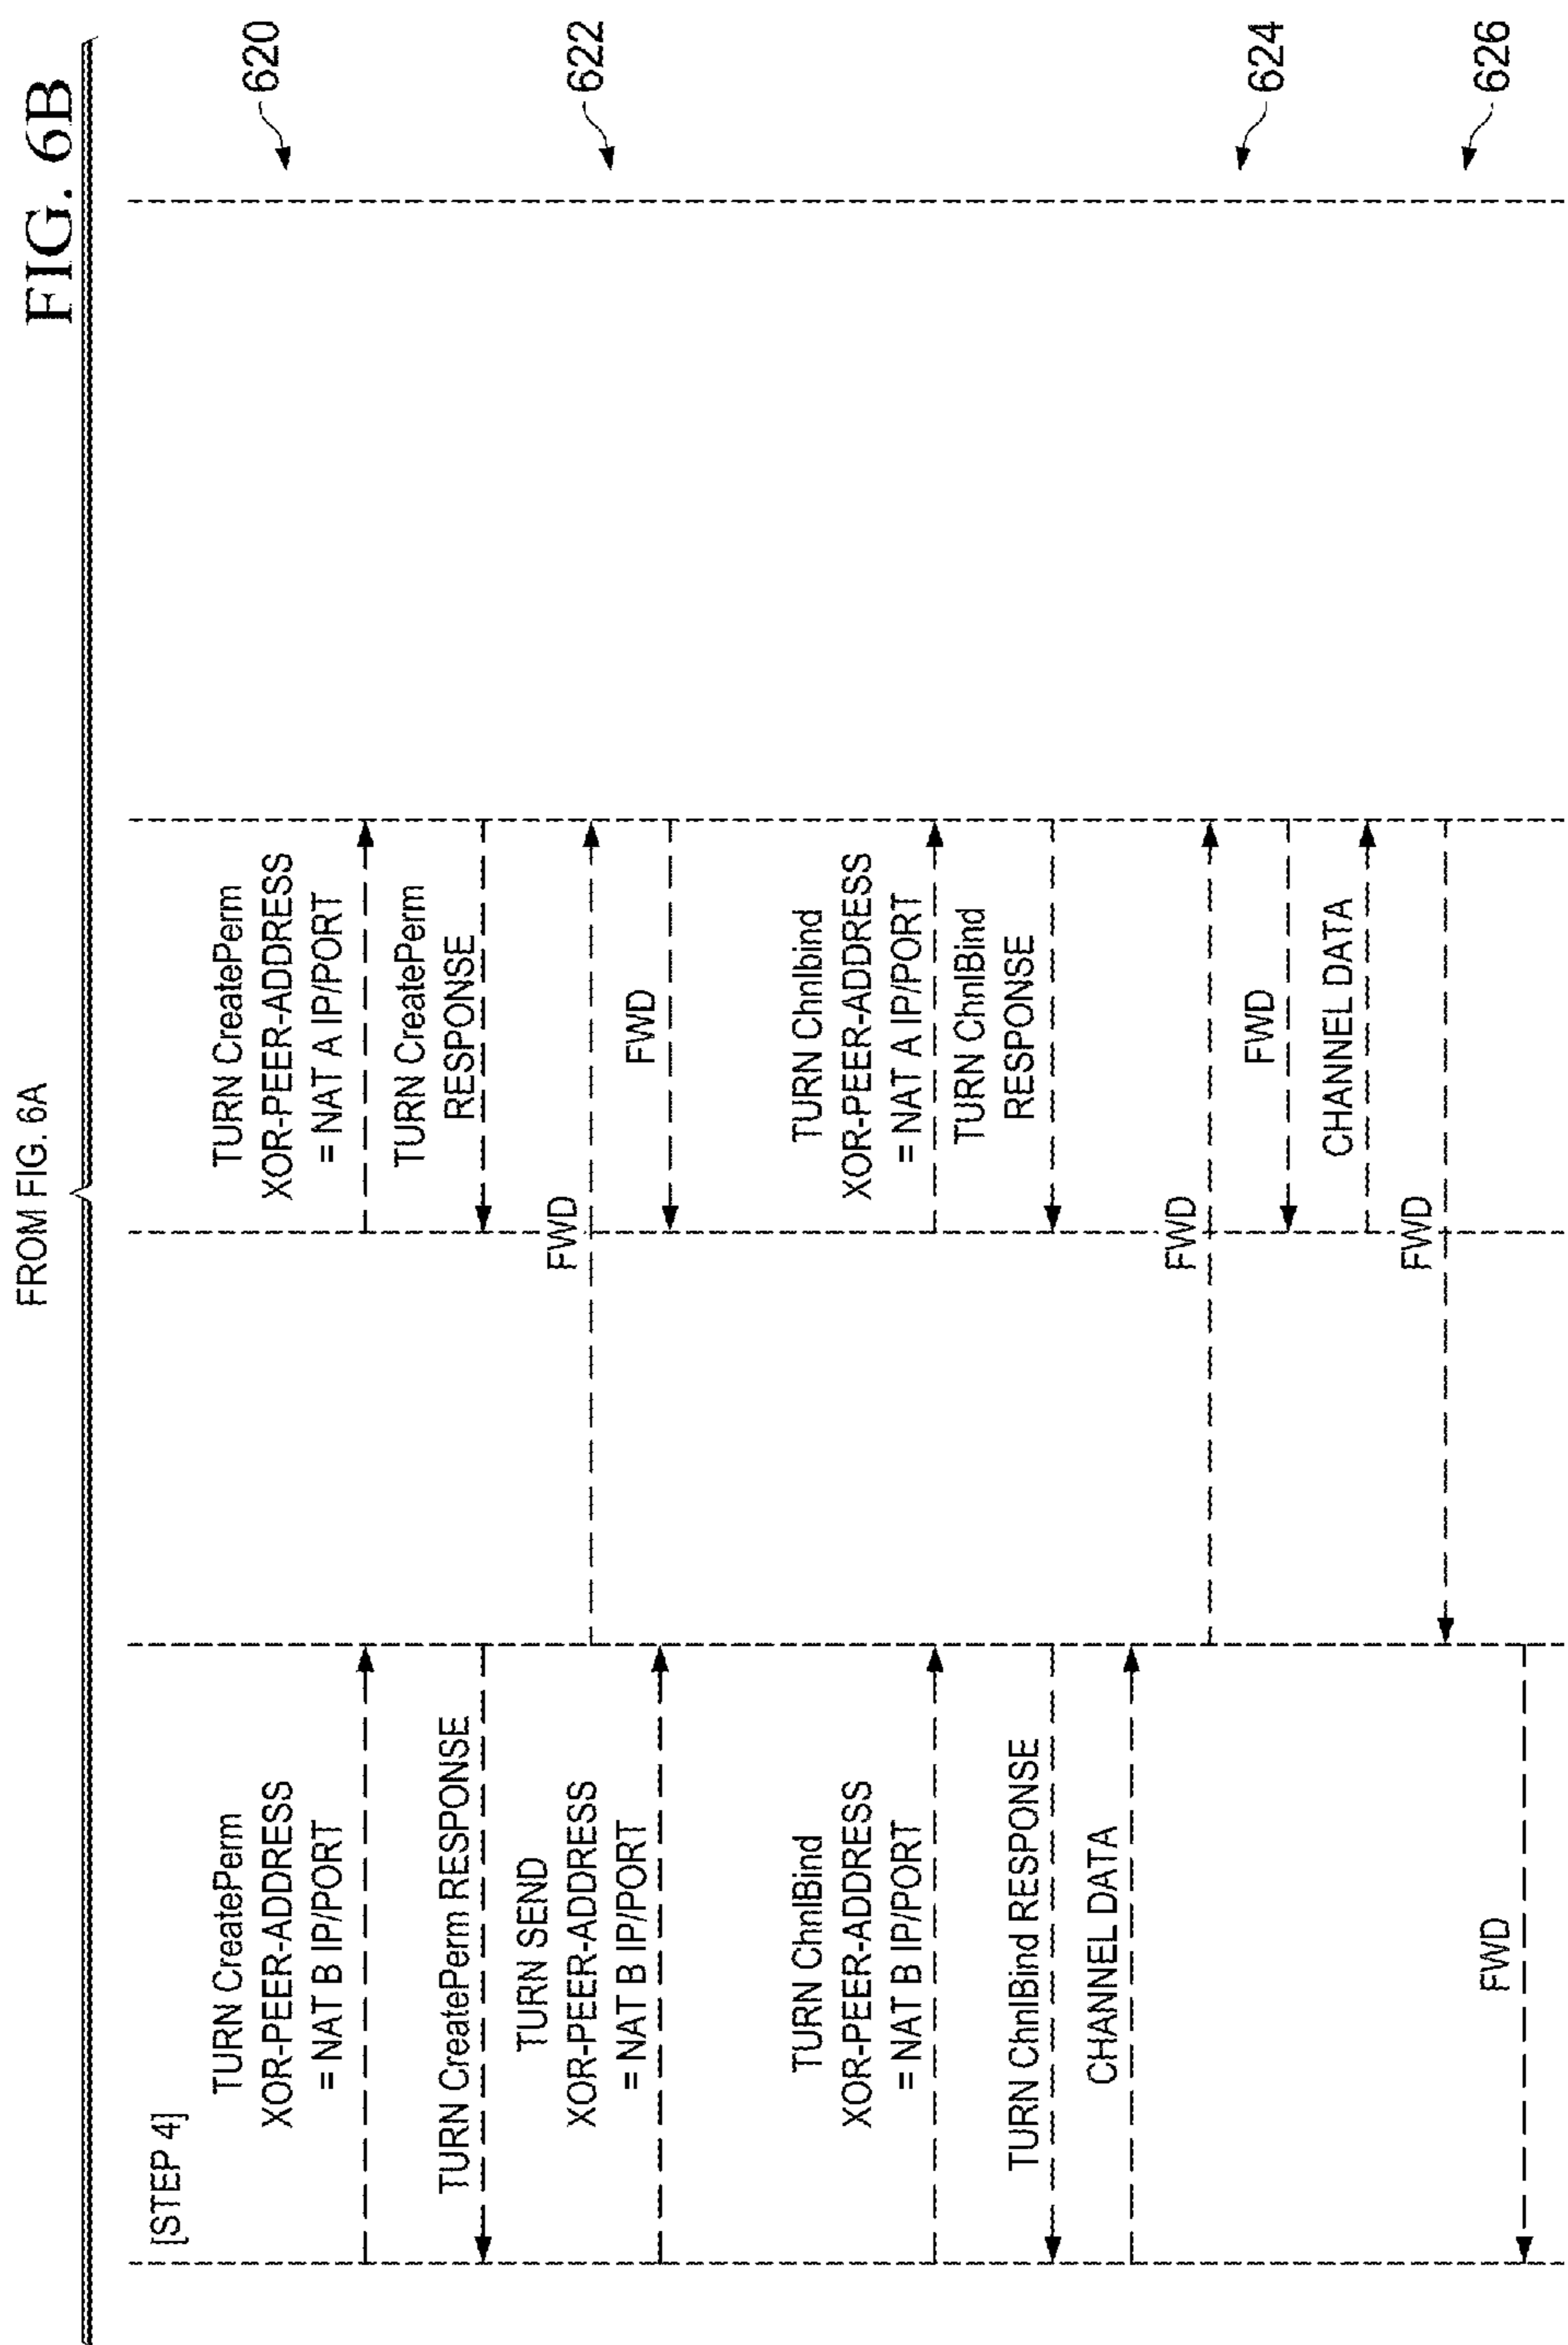 FIG. 6B
FROM FIG. 6A
[STEP 4]
620
TURN CreatePerm
XOR-PEER-ADDRESS
= NAT B IP/PORT
TURN CreatePerm
XOR-PEER-ADDRESS
= NAT A IP/PORT
TURN CreatePerm RESPONSE
TURN CreatePerm
RESPONSE
622
TURN SEND
XOR-PEER-ADDRESS
= NAT B IP/PORT
FWD
FWD
TURN ChnlBind
XOR-PEER-ADDRESS
= NAT B IP/PORT
TURN Chnlbind
XOR-PEER-ADDRESS
= NAT A IP/PORT
TURN ChnlBind RESPONSE
TURN ChnlBind
RESPONSE
CHANNEL DATA
624
FWD
FWD
CHANNEL DATA
626
FWD
FWD